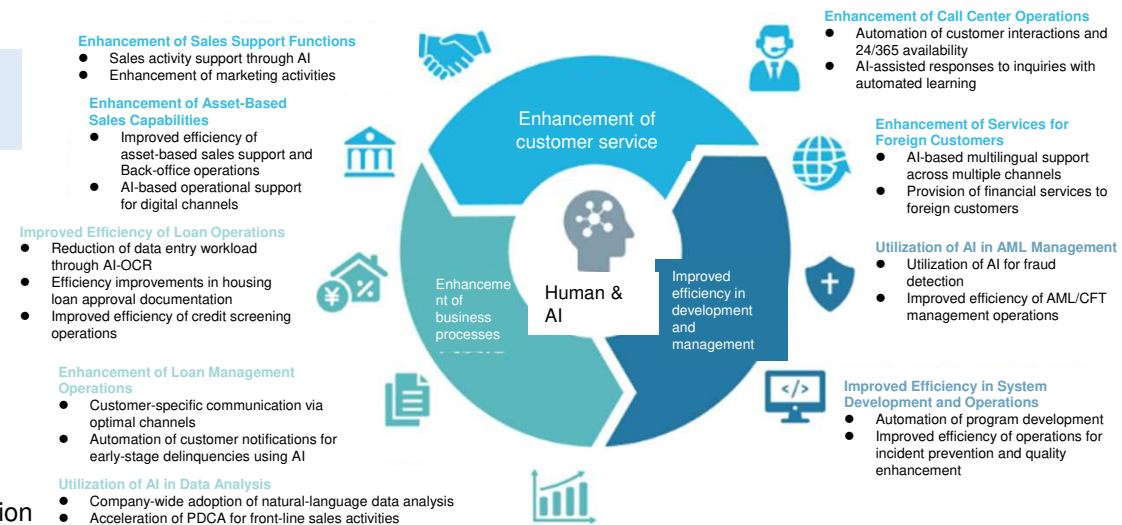 Enhancement of Sales Support Functions
● Sales activity support through AI
● Enhancement of marketing activities
Enhancement of Asset-Based
Sales Capabilities
● Improved efficiency of
asset-based sales support and
Back-office operations
● AI-based operational support
for digital channels
Improved Efficiency of Loan Operations
● Reduction of data entry workload
through AI-OCR
● Efficiency improvements in housing
loan approval documentation
● Improved efficiency of credit screening
operations
Enhancement of Loan Management
Operations
● Customer-specific communication via
optimal channels
● Automation of customer notifications for
early-stage delinquencies using AI
Utilization of AI in Data Analysis
● Company-wide adoption of natural-language data analysis
● Acceleration of PDCA for front-line sales activities
ion
Enhancement of
customer service
Enhanceme
nt of
business
processes
Human &
AI
Improved
efficiency in
development
and
management
¥ %
</>
Enhancement of Call Center Operations
● Automation of customer interactions and
24/365 availability
● AI-assisted responses to inquiries with
automated learning
Enhancement of Services for
Foreign Customers
● AI-based multilingual support
across multiple channels
● Provision of financial services to
foreign customers
Utilization of AI in AML Management
● Utilization of AI for fraud
detection
● Improved efficiency of AML/CFT
management operations
Improved Efficiency in System
Development and Operations
● Automation of program development
● Improved efficiency of operations for
incident prevention and quality
enhancement